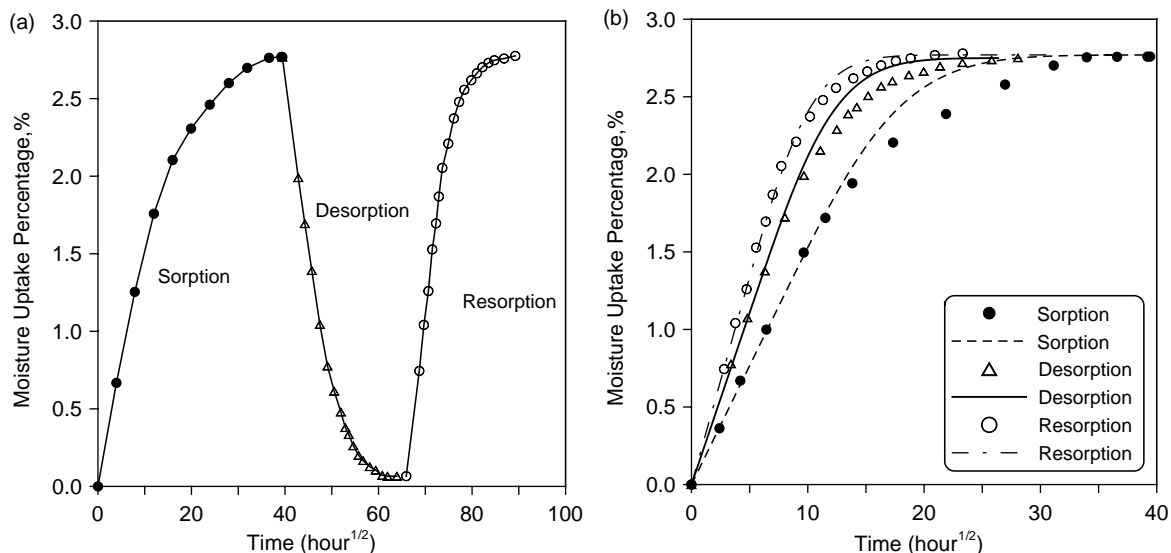 (a)
3.0
2.5
2.0
1.5
1.0
0.5
0.0
Moisture Uptake Percentage,%
Sorption
Desorption
Resorption
0 20 40 60 80 100
Time (hour^1/2)
(b)
3.0
2.5
2.0
1.5
1.0
0.5
0.0
Moisture Uptake Percentage,%
Sorption
Sorption
Desorption
Desorption
Resorption
Resorption
0 10 20 30 40
Time (hour^1/2)